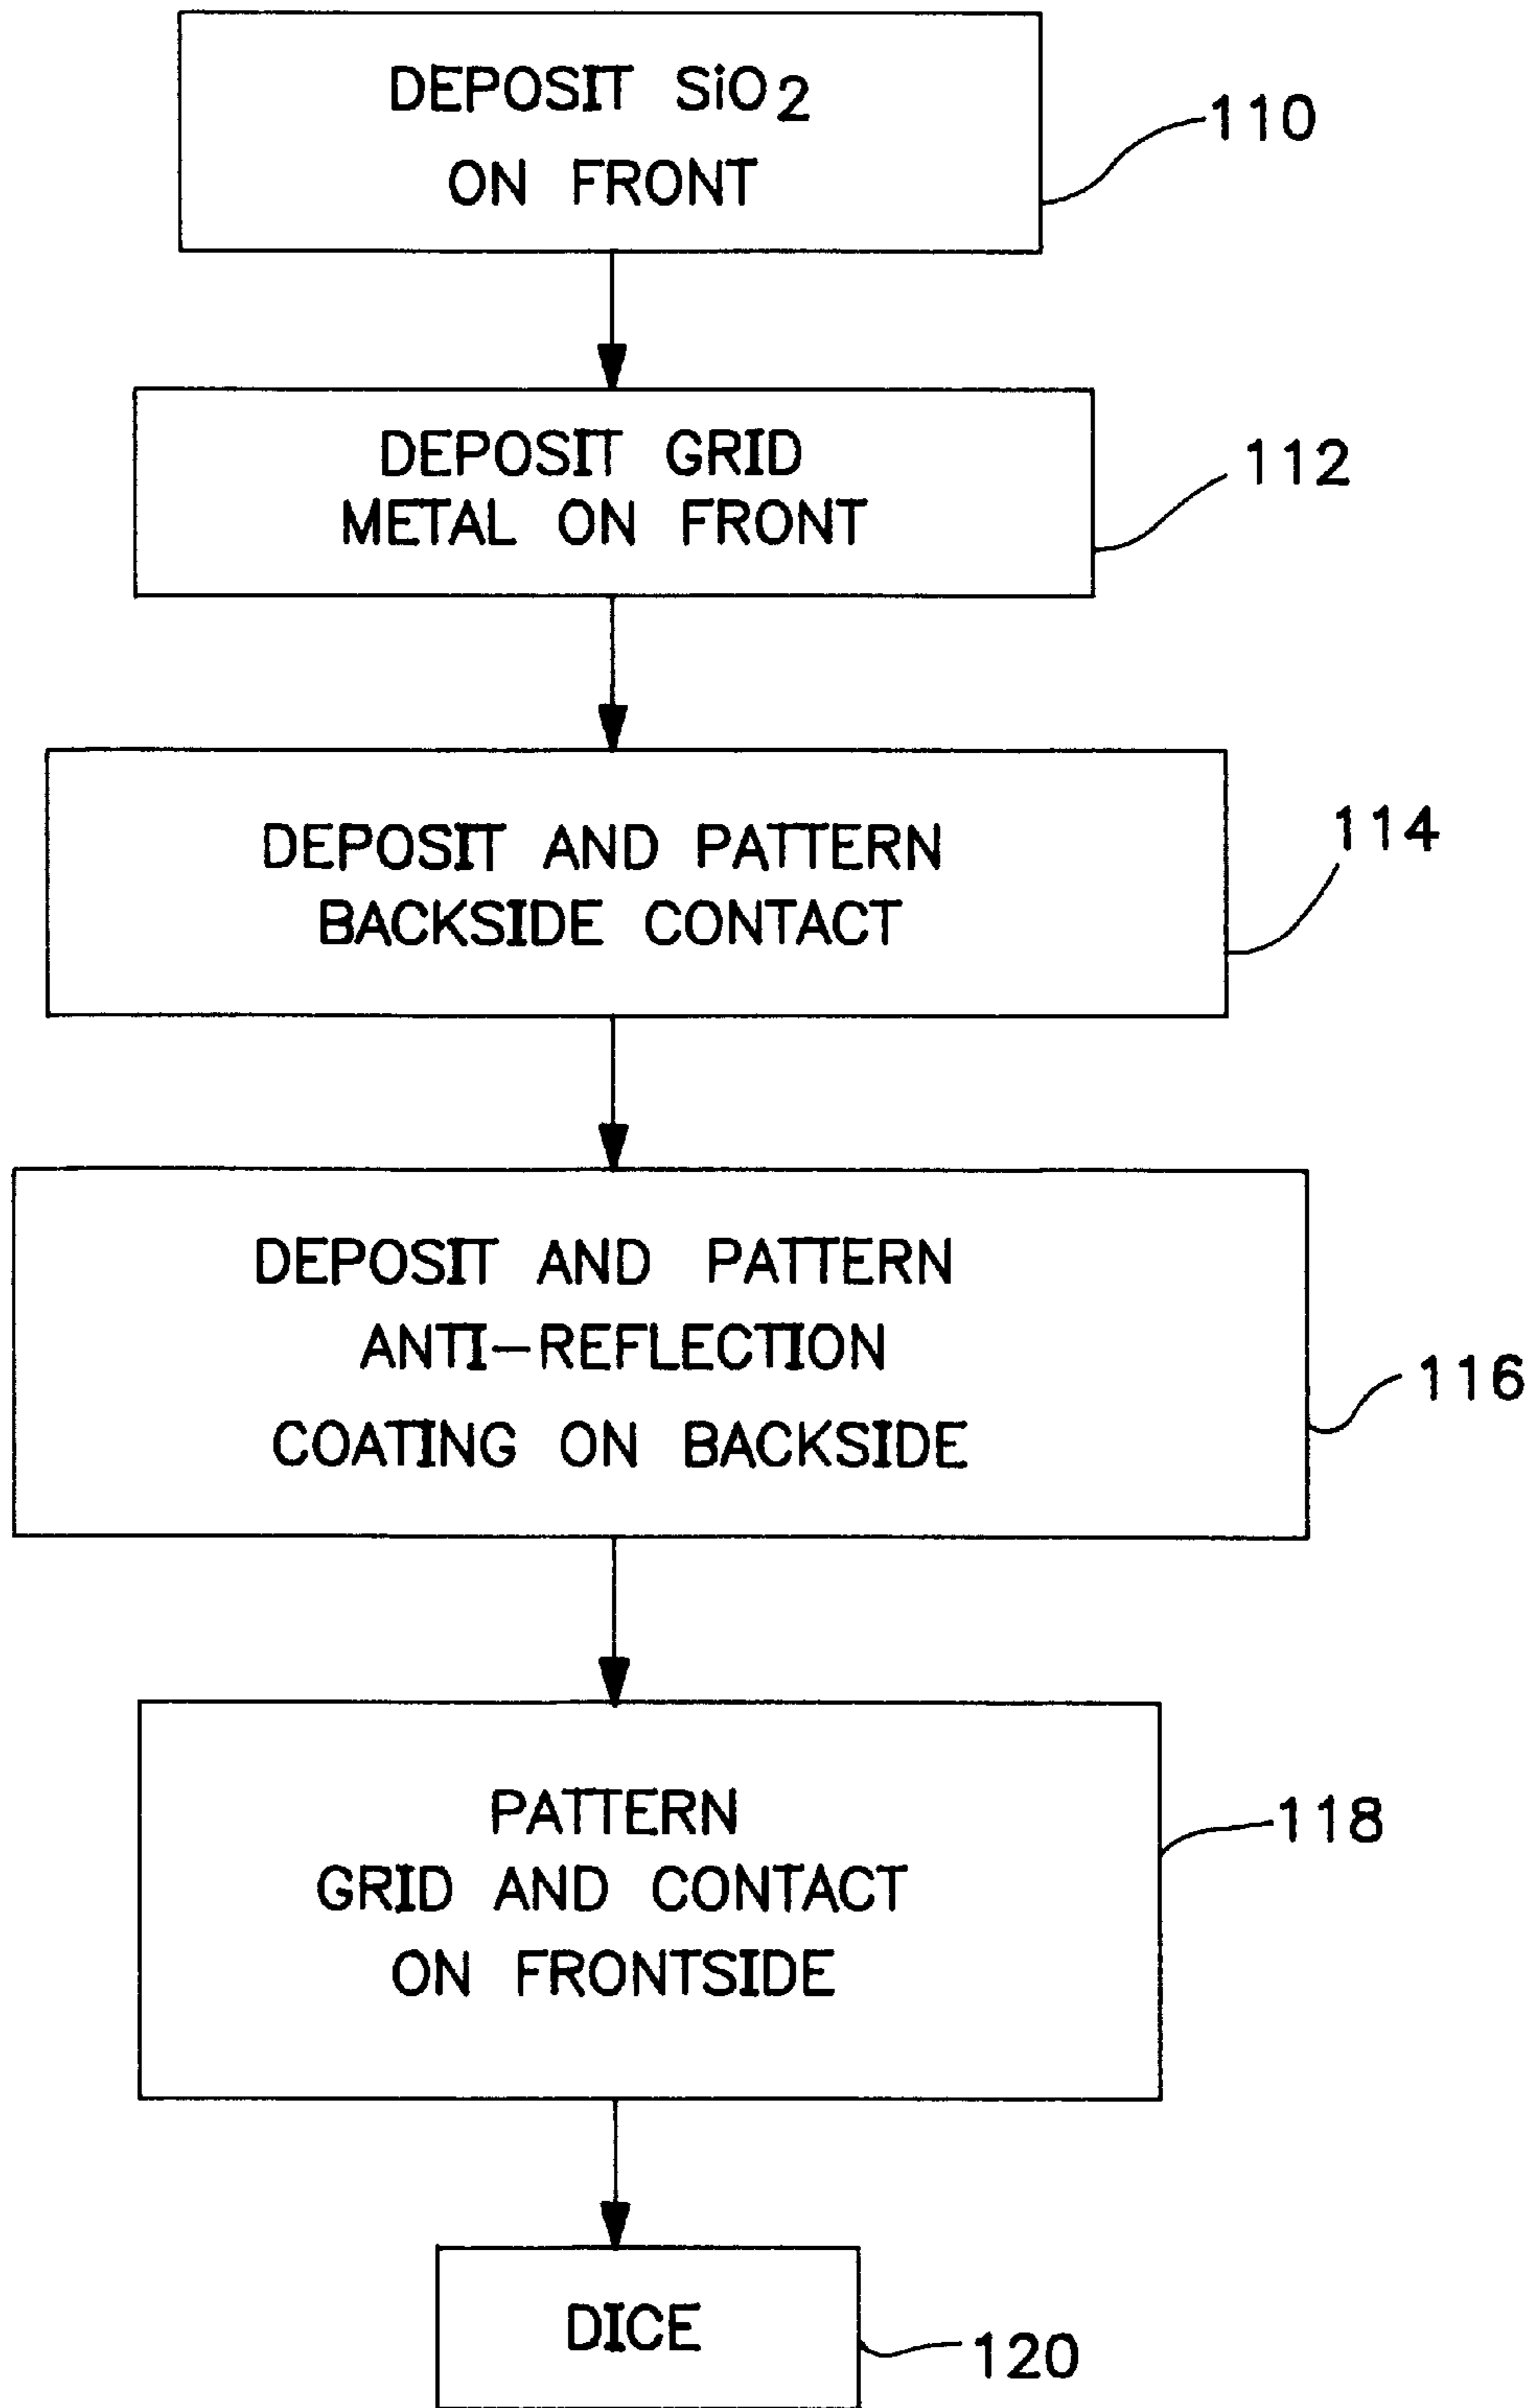 DEPOSIT SiO2
ON FRONT
110
DEPOSIT GRID
METAL ON FRONT
112
DEPOSIT AND PATTERN
BACKSIDE CONTACT
114
DEPOSIT AND PATTERN
ANTI-REFLECTION
COATING ON BACKSIDE
116
PATTERN
GRID AND CONTACT
ON FRONTSIDE
118
DICE
120